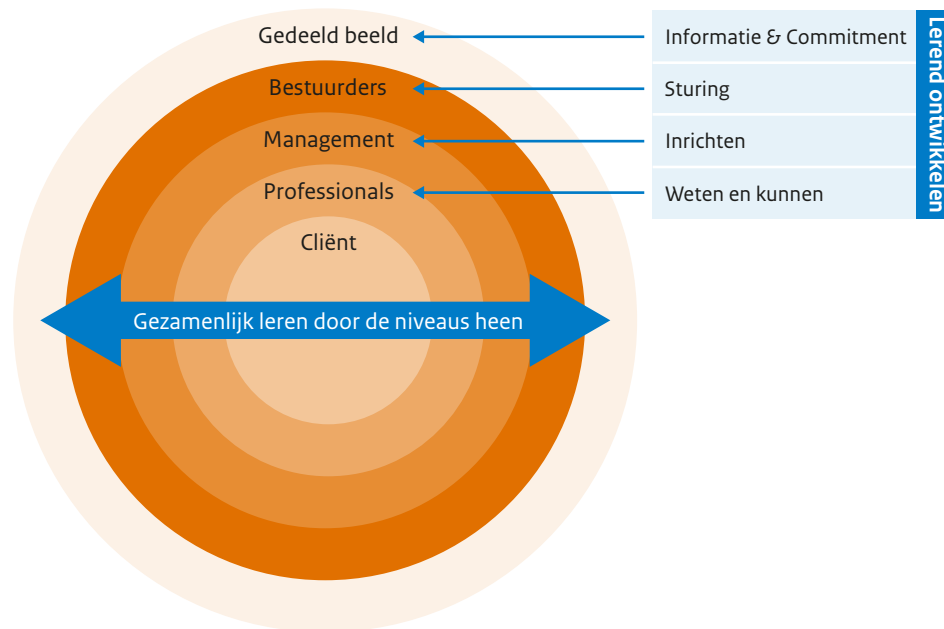 Gedeeld beeld
Informatie & Commitment
Bestuurders
Sturing
Management
Inrichten
Professionals
Weten en kunnen
Cliënt
Gezamenlijk leren door de niveaus heen
Lerend ontwikkelen